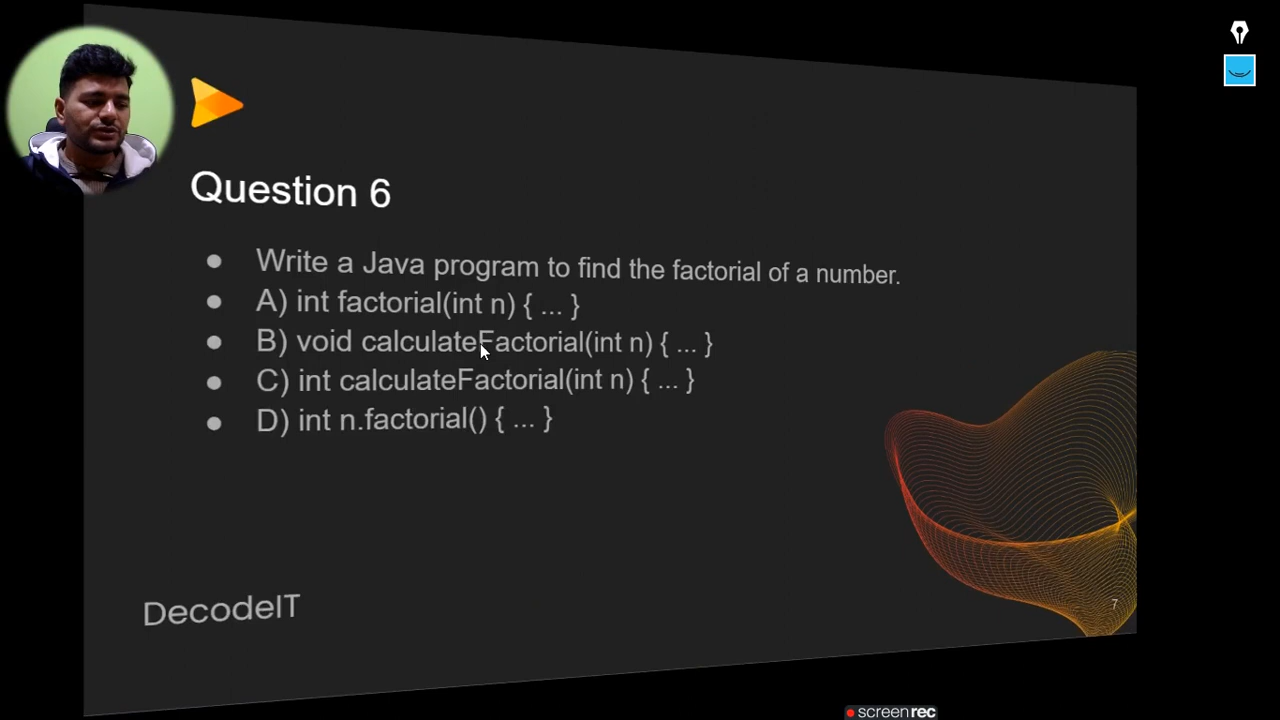 Question 6
Write a Java program to find the factorial of a number.
A) int factorial(int n) { ... }
B) void calculateFactorial(int n) { ... }
C) int calculateFactorial(int n) { ... }
D) int n.factorial() { ... }
DecodeIT
7
screenrec